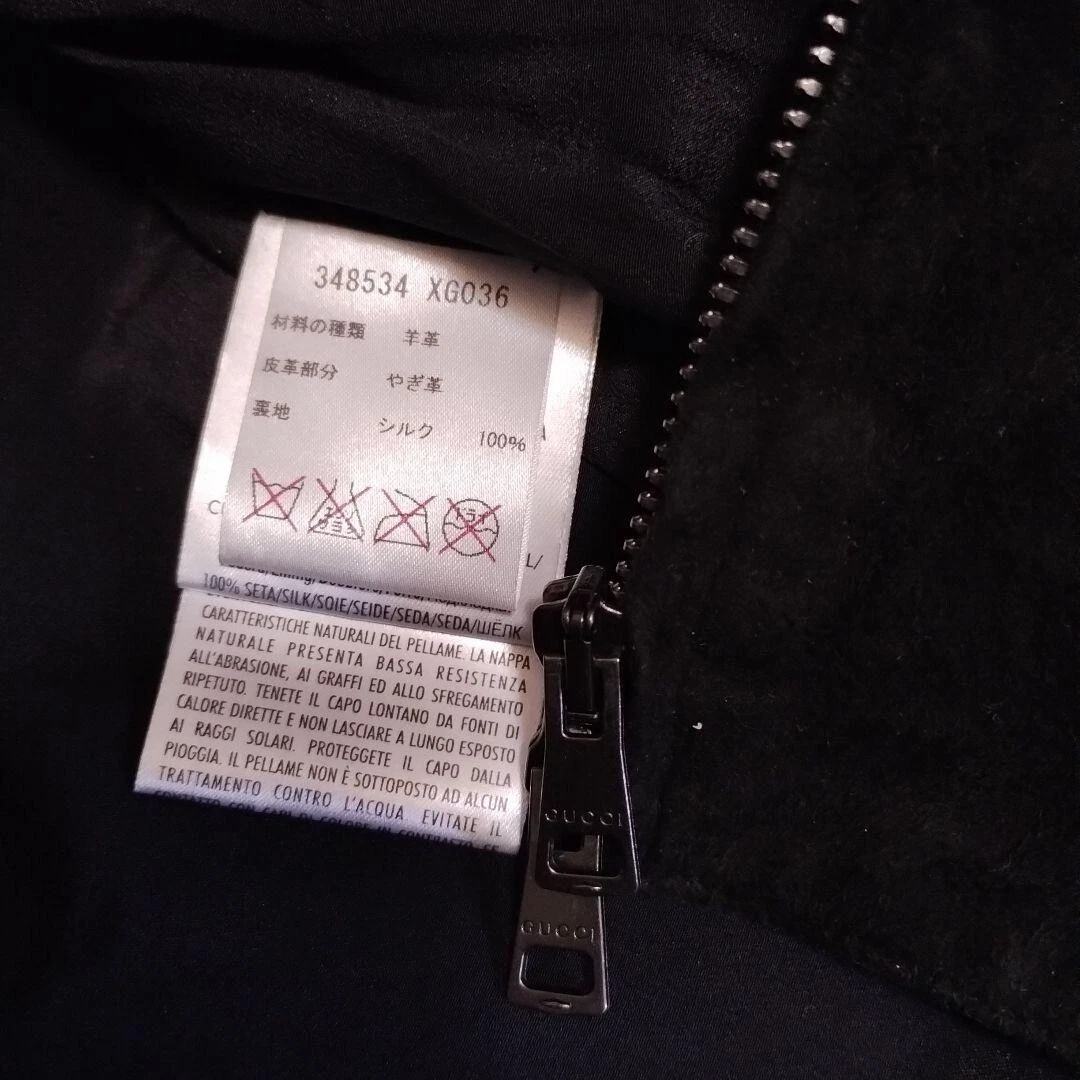 348534 XG036
材料の種類 羊革
皮革部分 やぎ革
裏地 シルク 100%
A
C
ドライ
L/
100% SETA/SILK/SOIE/SEIDE/SEDA/SEDA/ШЁЛК
CARATTERISTICHE NATURALI DEL PELLAME. LA NAPPA
NATURALE PRESENTA BASSA RESISTENZA
ALL'ABRASIONE, AI GRAFFI ED ALLO SFREGAMENTO
RIPETUTO. TENETE IL CAPO LONTANO DA FONTI DI
CALORE DIRETTE E NON LASCIARE A LUNGO ESPOSTO
AI RAGGI SOLARI. PROTEGGETE IL CAPO DALLA
PIOGGIA. IL PELLAME NON È SOTTOPOSTO AD ALCUN
TRATTAMENTO CONTRO L'ACQUA. EVITATE IL
GUCCI
GUCCI